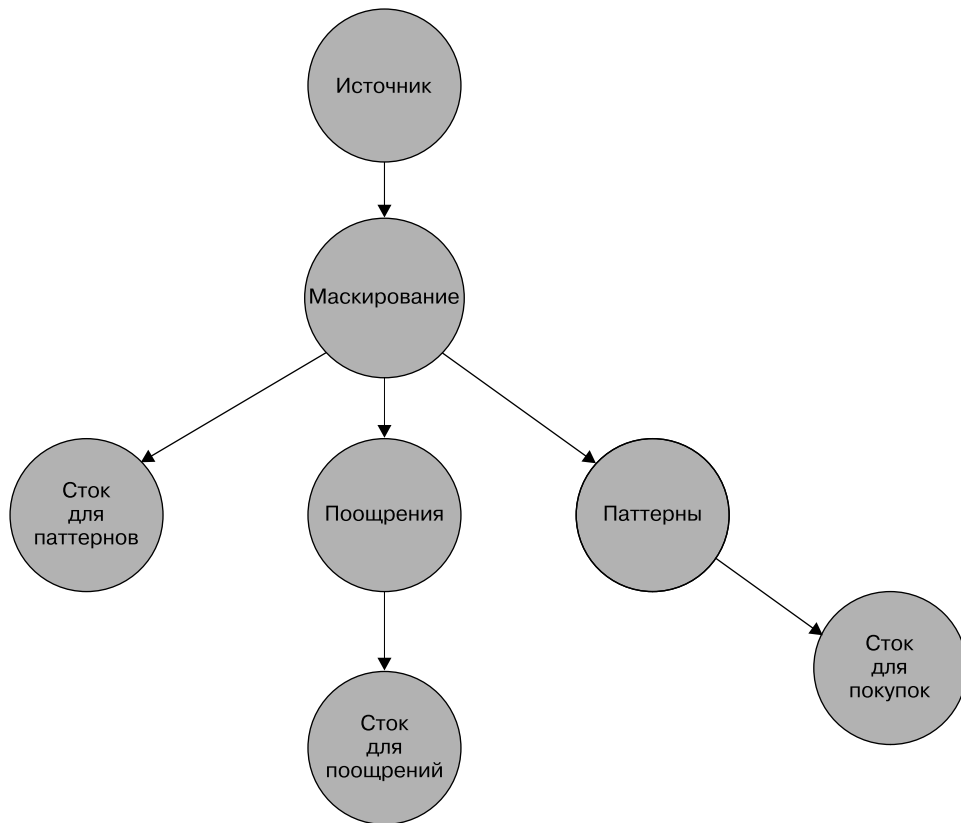 Источник
Маскирование
Сток
для
паттернов
Поощрения
Паттерны
Сток
для
покупок
Сток
для
поощрений